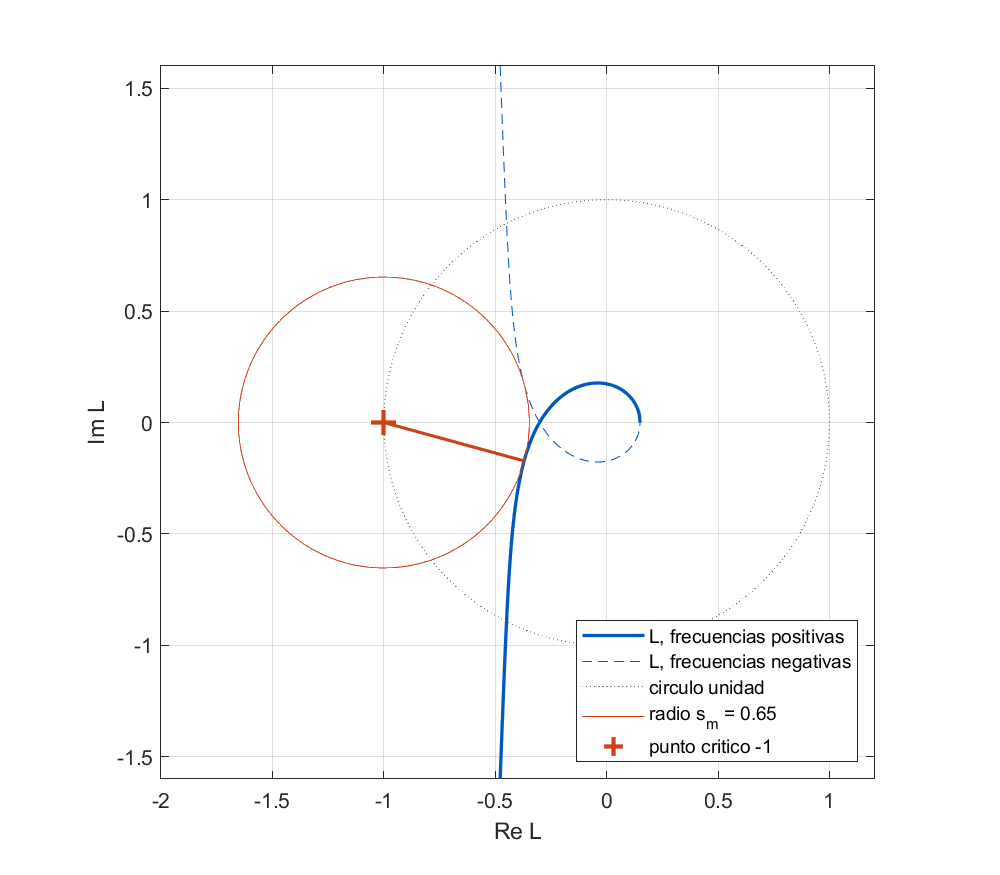 1.5
1
0.5
0
-0.5
-1
-1.5
Im L
-2
-1.5
-1
-0.5
0
0.5
1
Re L
L, frecuencias positivas
L, frecuencias negativas
circulo unidad
radio s_m = 0.65
punto critico -1